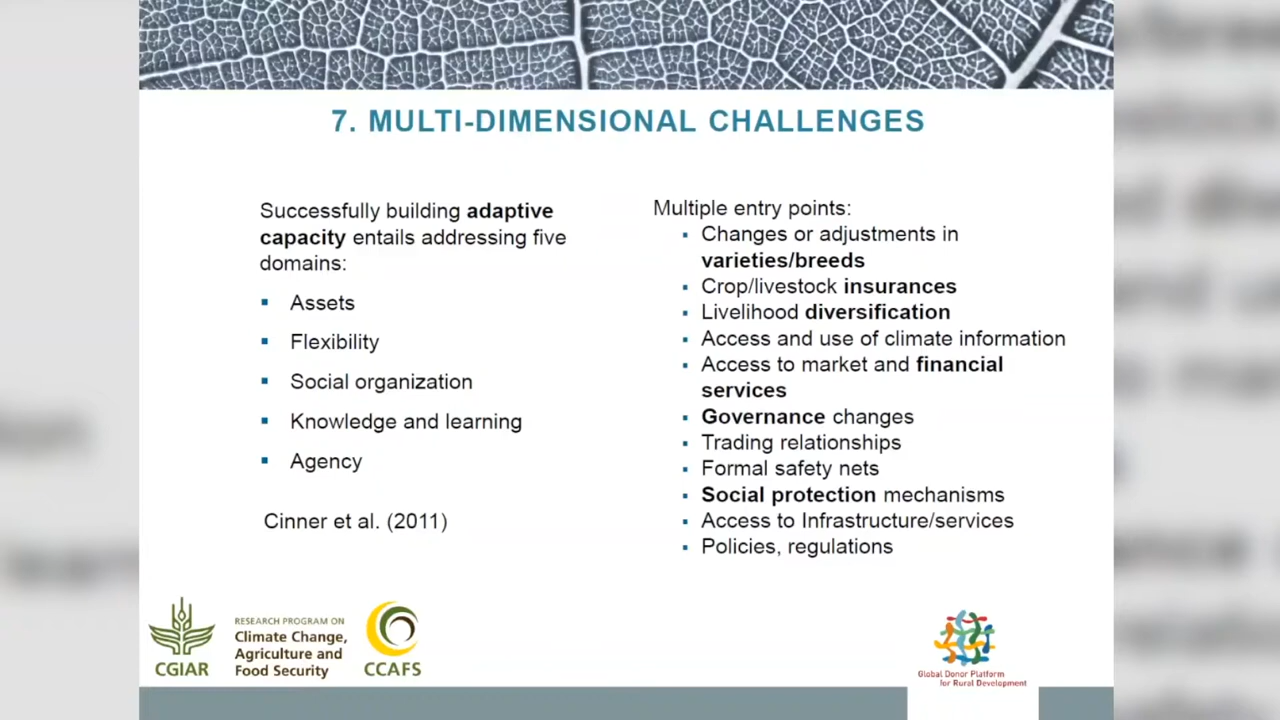 7. MULTI-DIMENSIONAL CHALLENGES
Successfully building adaptive
capacity entails addressing five
domains:
Assets
Flexibility
Social organization
Knowledge and learning
Agency
Cinner et al. (2011)
Multiple entry points:
Changes or adjustments in
varieties/breeds
Crop/livestock insurances
Livelihood diversification
Access and use of climate information
Access to market and financial
services
Governance changes
Trading relationships
Formal safety nets
Social protection mechanisms
Access to Infrastructure/services
Policies, regulations
CGIAR
RESEARCH PROGRAM ON
Climate Change,
Agriculture and
Food Security
CCAFS
Global Donor Platform
for Rural Development